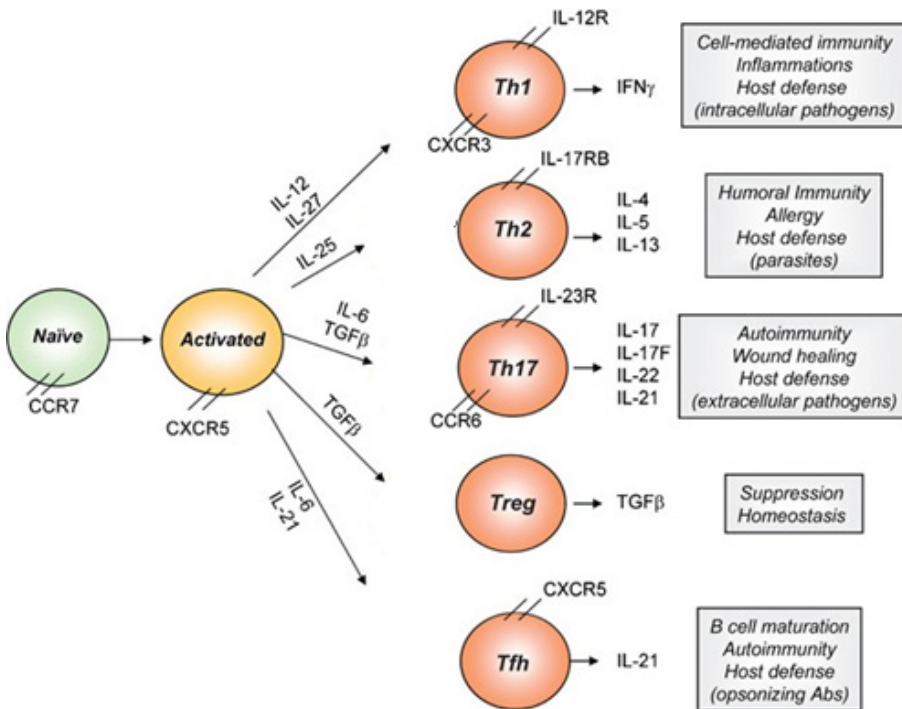 IL-12R
Th1
IFNγ
CXCR3
Cell-mediated immunity
Inflammations
Host defense
(intracellular pathogens)
IL-12
IL-27
IL-17RB
Th2
IL-4
IL-5
IL-13
Humoral Immunity
Allergy
Host defense
(parasites)
IL-25
Naïve
CCR7
Activated
CXCR5
IL-6
TGFβ
IL-23R
Th17
CCR6
IL-17
IL-17F
IL-22
IL-21
Autoimmunity
Wound healing
Host defense
(extracellular pathogens)
TGFβ
Treg
TGFβ
Suppression
Homeostasis
IL-6
IL-21
CXCR5
Tfh
IL-21
B cell maturation
Autoimmunity
Host defense
(opsonizing Abs)